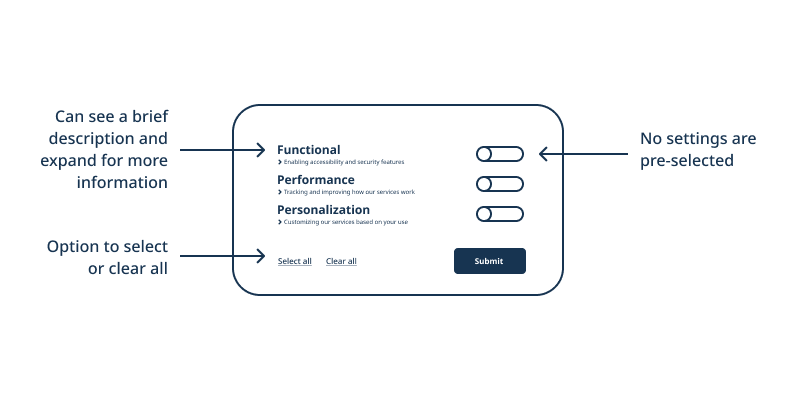 Can see a brief
description and
expand for more
information
Option to select
or clear all
Functional
Enabling accessibility and security features
Performance
Tracking and improving how our services work
Personalization
Customizing our services based on your use
Select all
Clear all
Submit
No settings are
pre-selected